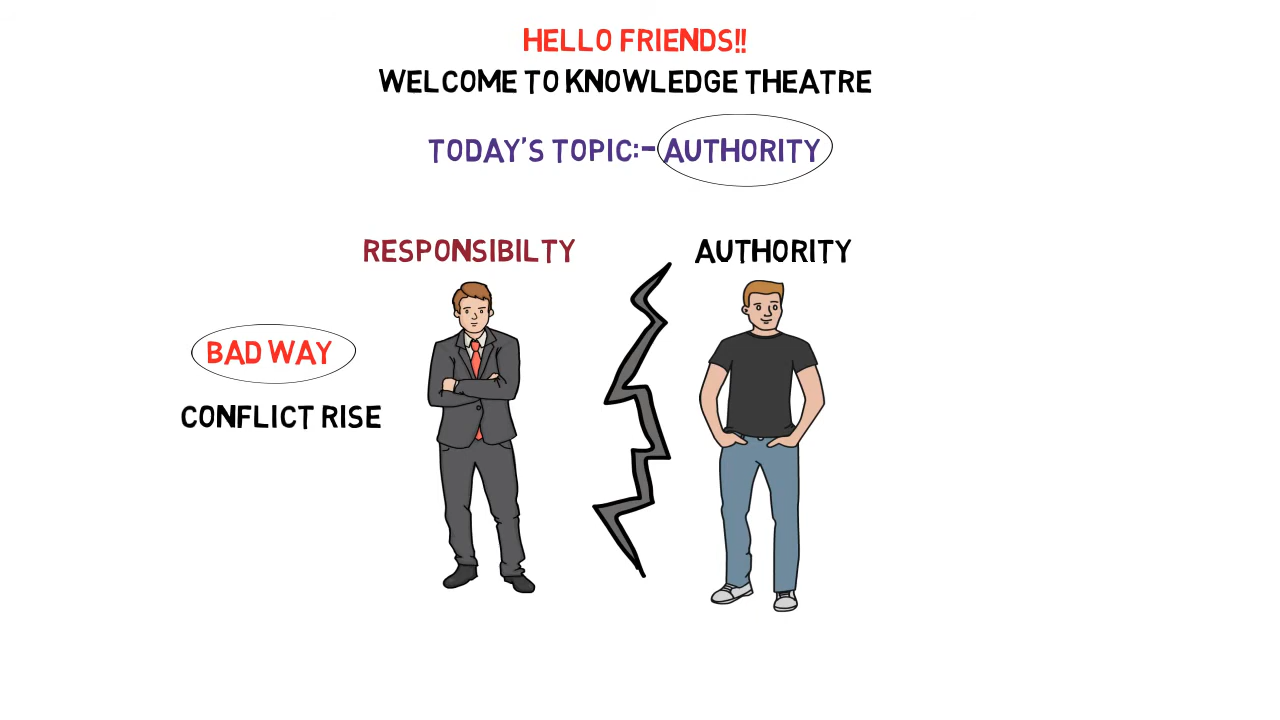 HELLO FRIENDS!!
WELCOME TO KNOWLEDGE THEATRE
TODAY'S TOPIC:- AUTHORITY
RESPONSIBILTY
AUTHORITY
BAD WAY
CONFLICT RISE